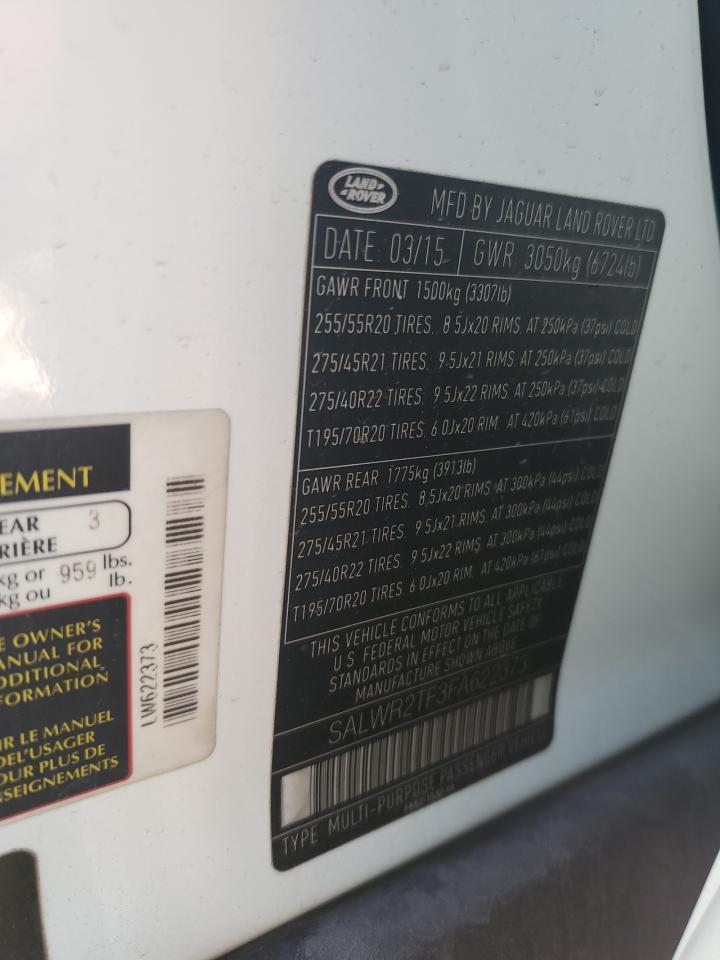 EMENT
EAR 3
RIÈRE
kg or 959 lbs.
kg ou lb.
E OWNER'S
MANUAL FOR
ADDITIONAL
FORMATION
IR LE MANUEL
DE L'USAGER
OUR PLUS DE
NSEIGNEMENTS
LW622373
LAND ROVER
MFD BY JAGUAR LAND ROVER LTD
DATE: 03/15 GWR 3050kg (6724lb)
GAWR FRONT 1500kg (3307lb)
255/55R20 TIRES. 8 5Jx20 RIMS. AT 250kPa (37psi) COLD
275/45R21 TIRES. 9 5Jx21 RIMS. AT 250kPa (37psi) COLD
275/40R22 TIRES. 9 5Jx22 RIMS. AT 250kPa (37psi) COLD
T195/70R20 TIRES. 6 0Jx20 RIM. AT 420kPa (61psi) COLD
GAWR REAR 1775kg (3913lb)
255/55R20 TIRES. 8.5Jx20 RIMS. AT 300kPa (44psi) COLD
275/45R21 TIRES. 9 5Jx21 RIMS. AT 300kPa (44psi) COLD
275/40R22 TIRES. 9 5Jx22 RIMS. AT 300kPa (44psi) COLD
T195/70R20 TIRES. 6 0Jx20 RIM. AT 420kPa (61psi) COLD
THIS VEHICLE CONFORMS TO ALL APPLICABLE
U.S. FEDERAL MOTOR VEHICLE SAFETY
STANDARDS IN EFFECT ON THE DATE OF
MANUFACTURE SHOWN ABOVE
SALWR2TF3FA622373
TYPE MULTI-PURPOSE PASSENGER VEHICLE